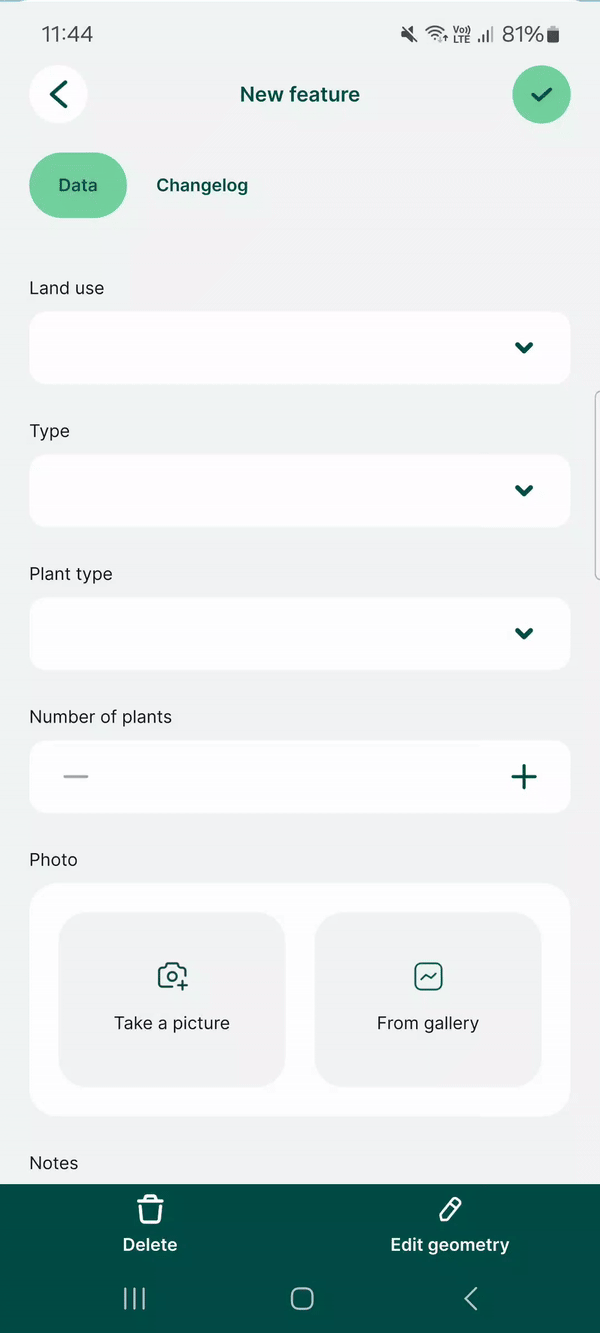 11:44
Vo))
LTE
81%
New feature
Data
Changelog
Land use
Type
Plant type
Number of plants
Photo
Take a picture
From gallery
Notes
Delete
Edit geometry